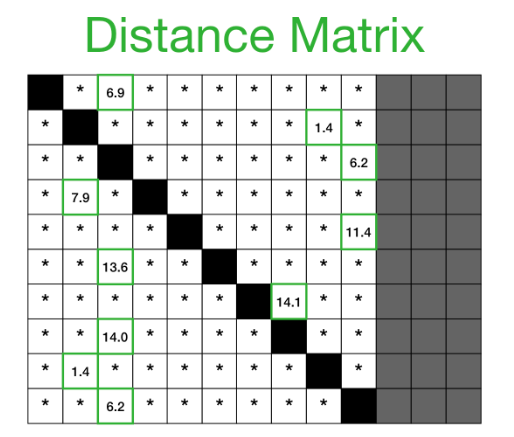 Distance Matrix
* 6.9 * * * * * * *
* * * * * * * 1.4 *
* * * * * * * * 6.2
* 7.9 * * * * * * *
* * * * * * * * 11.4
* * 13.6 * * * * * *
* * * * * * 14.1 * *
* * 14.0 * * * * * *
* 1.4 * * * * * * *
* * 6.2 * * * * * *